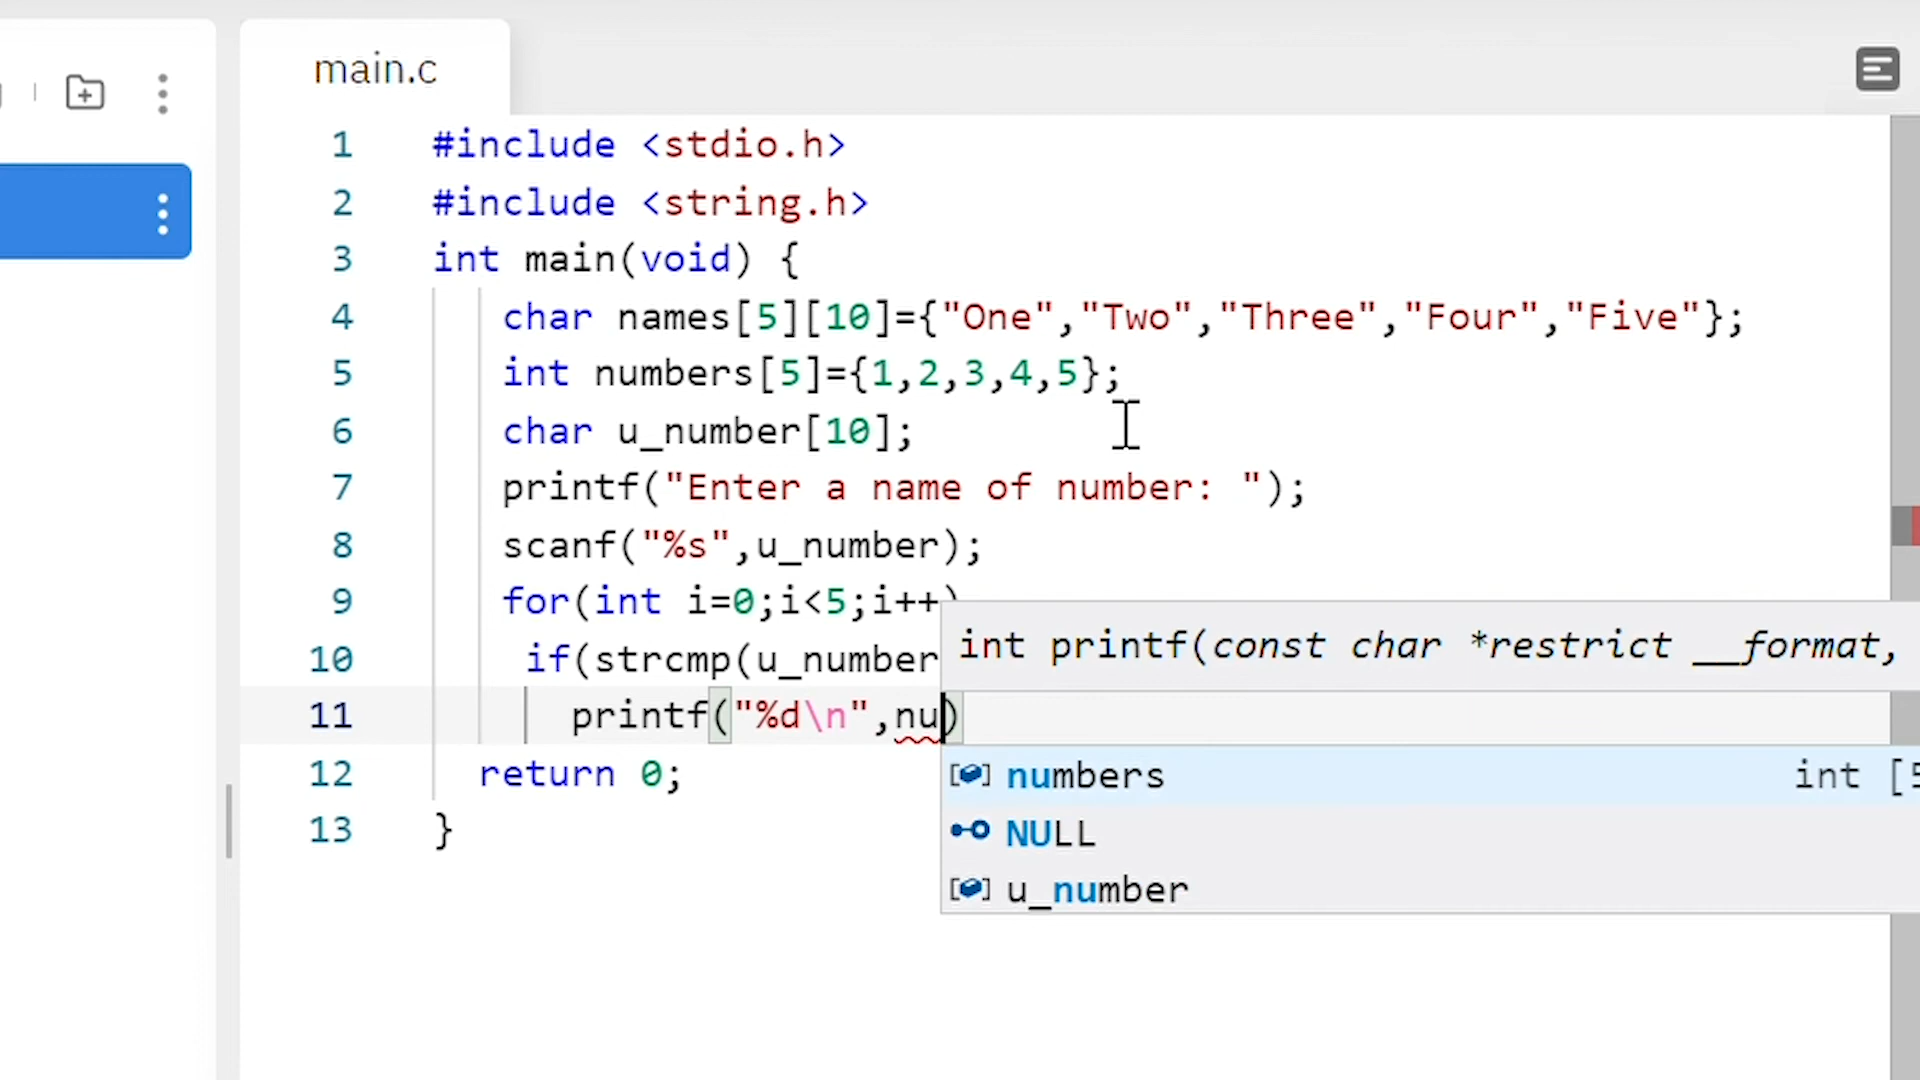 main.c
1 #include <stdio.h>
2 #include <string.h>
3 int main(void) {
4 char names[5][10]={"One","Two","Three","Four","Five"};
5 int numbers[5]={1,2,3,4,5};
6 char u_number[10];
7 printf("Enter a name of number: ");
8 scanf("%s",u_number);
9 for(int i=0;i<5;i++)
int printf(const char *restrict __format,
10 if(strcmp(u_number
11 printf("%d\n",nu)
12 return 0;
numbers int [5
NULL
13 }
u_number